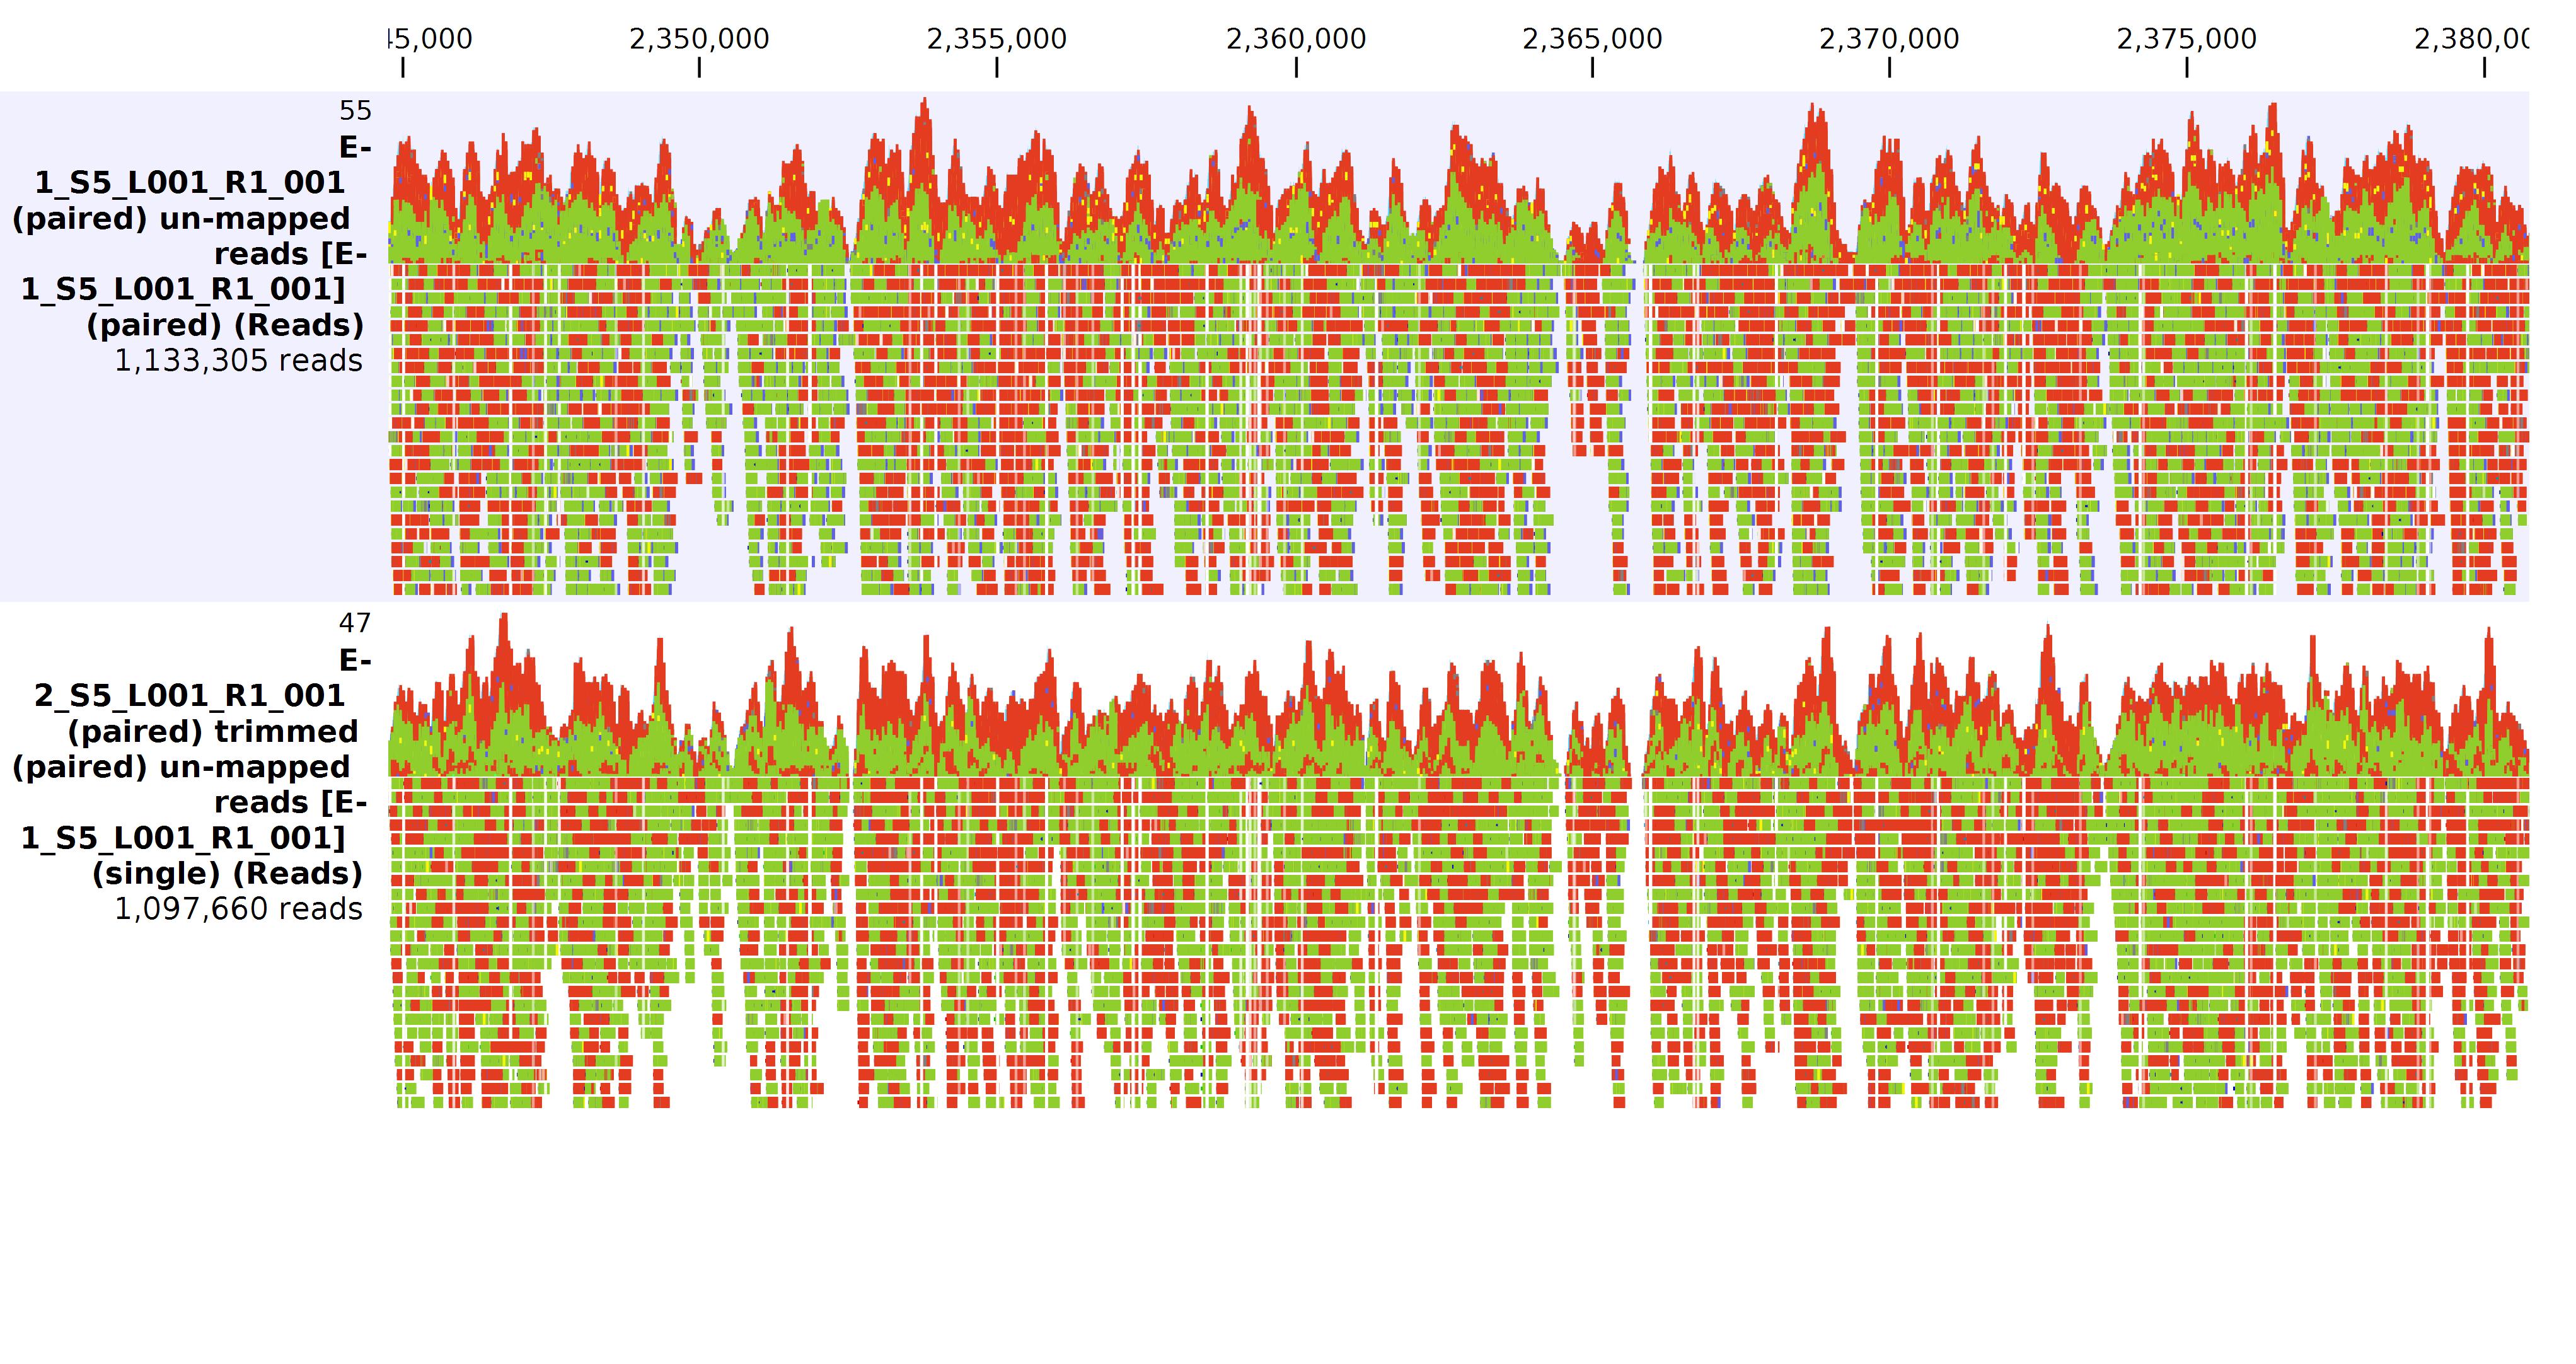 45,000 2,350,000 2,355,000 2,360,000 2,365,000 2,370,000 2,375,000 2,380,00
55
E-
1_S5_L001_R1_001
(paired) un-mapped
reads [E-
1_S5_L001_R1_001]
(paired) (Reads)
1,133,305 reads
47
E-
2_S5_L001_R1_001
(paired) trimmed
(paired) un-mapped
reads [E-
1_S5_L001_R1_001]
(single) (Reads)
1,097,660 reads